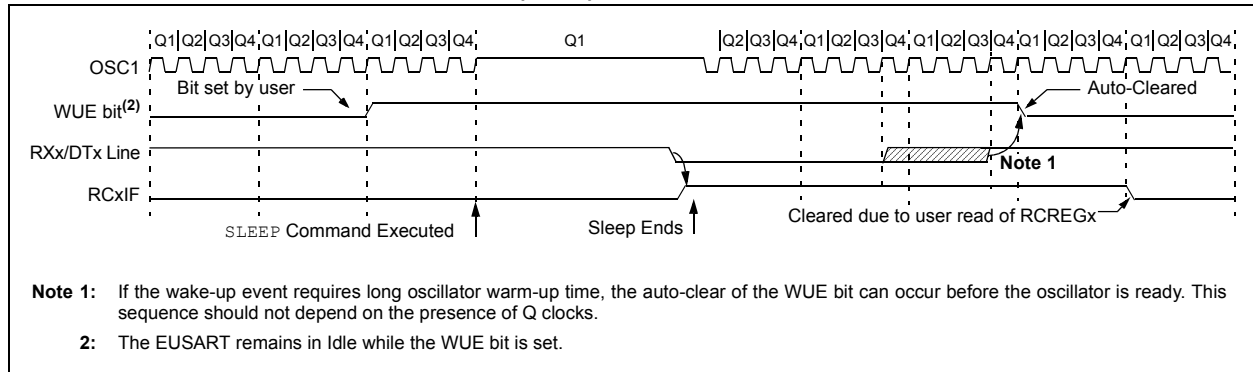 Q1 Q2 Q3 Q4 Q1 Q2 Q3 Q4 Q1 Q2 Q3 Q4 Q1 Q2 Q3 Q4 Q1 Q2 Q3 Q4 Q1 Q2 Q3 Q4 Q1 Q2 Q3 Q4 Q1 Q2 Q3 Q4
OSC1
Bit set by user
Auto-Cleared
WUE bit(2)
RXx/DTx Line
Note 1
RCxIF
Cleared due to user read of RCREGx
SLEEP Command Executed
Sleep Ends
Note 1: If the wake-up event requires long oscillator warm-up time, the auto-clear of the WUE bit can occur before the oscillator is ready. This
sequence should not depend on the presence of Q clocks.
2: The EUSART remains in Idle while the WUE bit is set.